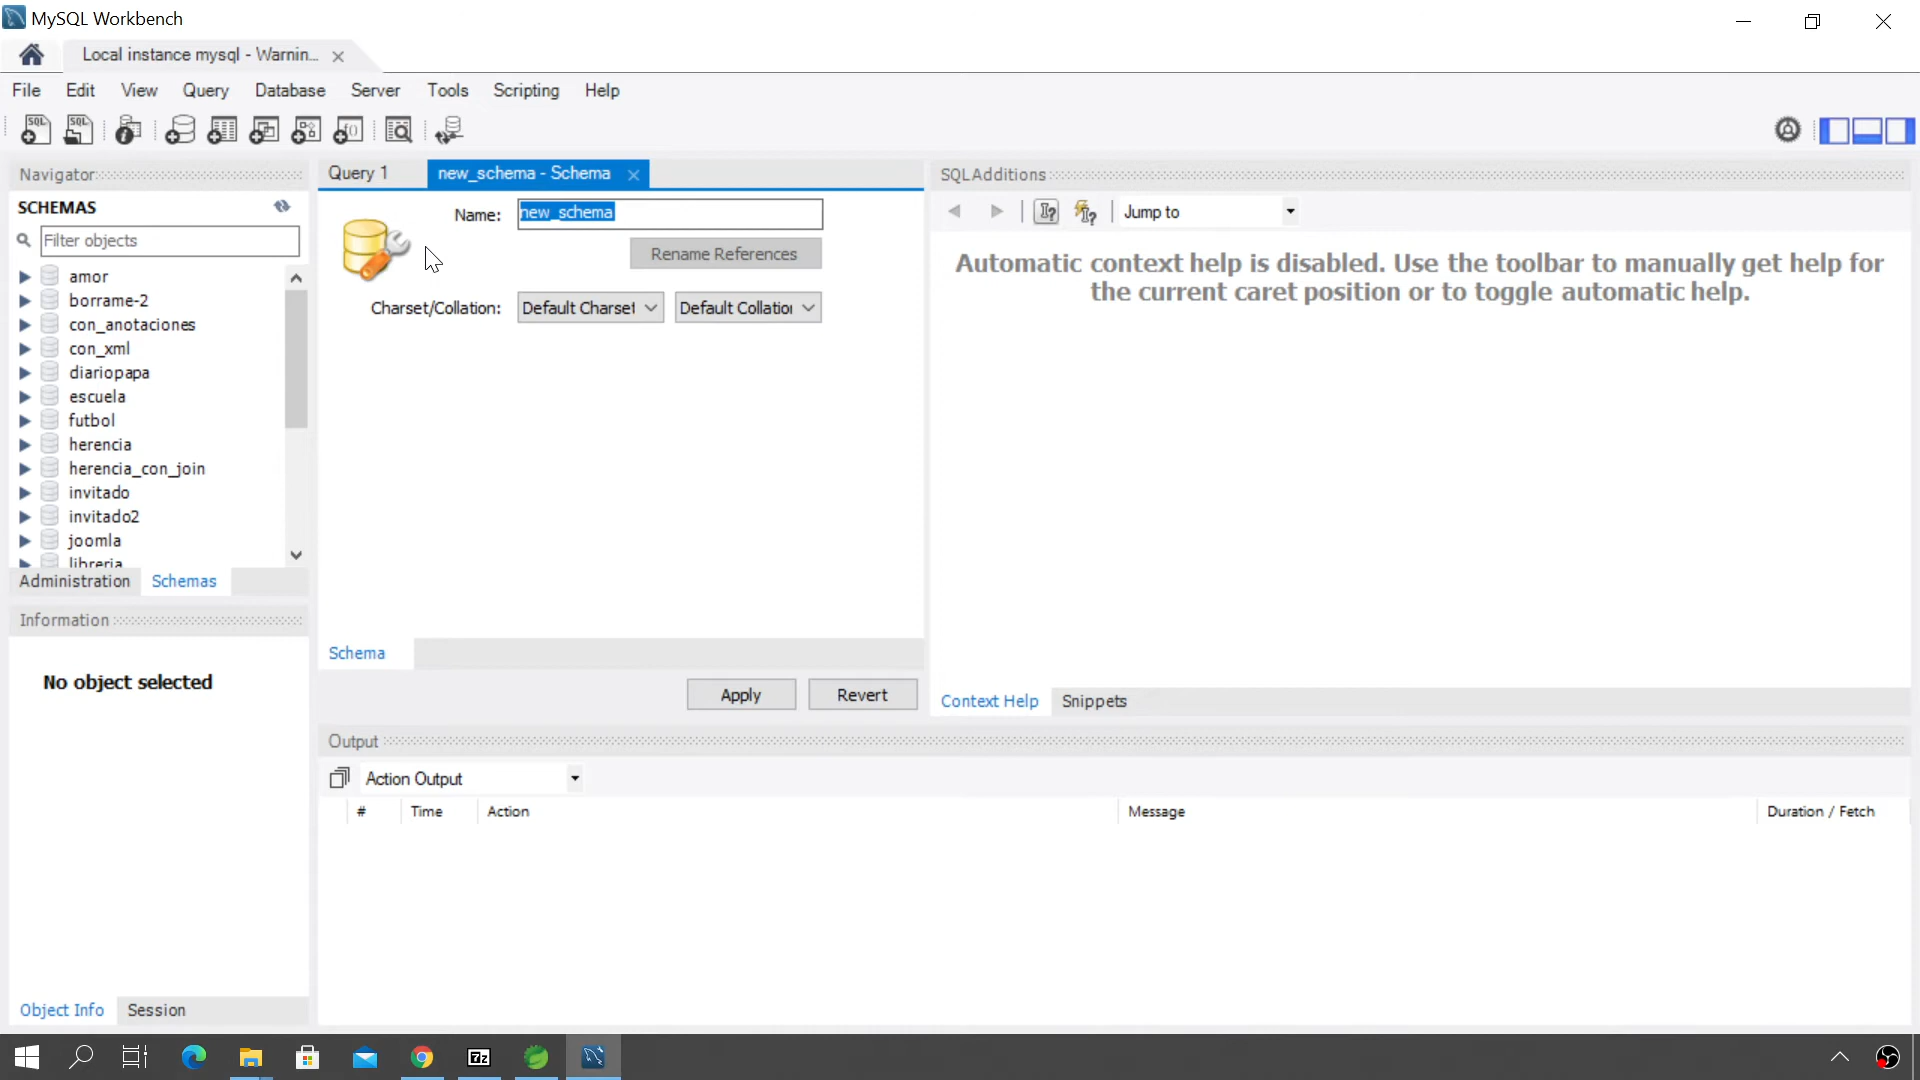 MySQL Workbench
Local instance mysql - Warnin...
File Edit View Query Database Server Tools Scripting Help
SQL SQL
Navigator
SCHEMAS
Filter objects
amor
borrame-2
con_anotaciones
con_xml
diariopapa
escuela
futbol
herencia
herencia_con_join
invitado
invitado2
joomla
libreria
Administration Schemas
Information
No object selected
Object Info Session
Query 1 new_schema - Schema
Name: new_schema
Rename References
Charset/Collation: Default Charset Default Collation
Schema
Apply Revert
SQLAdditions
Jump to
Automatic context help is disabled. Use the toolbar to manually get help for
the current caret position or to toggle automatic help.
Context Help Snippets
Output
Action Output
# Time Action Message Duration / Fetch
7z